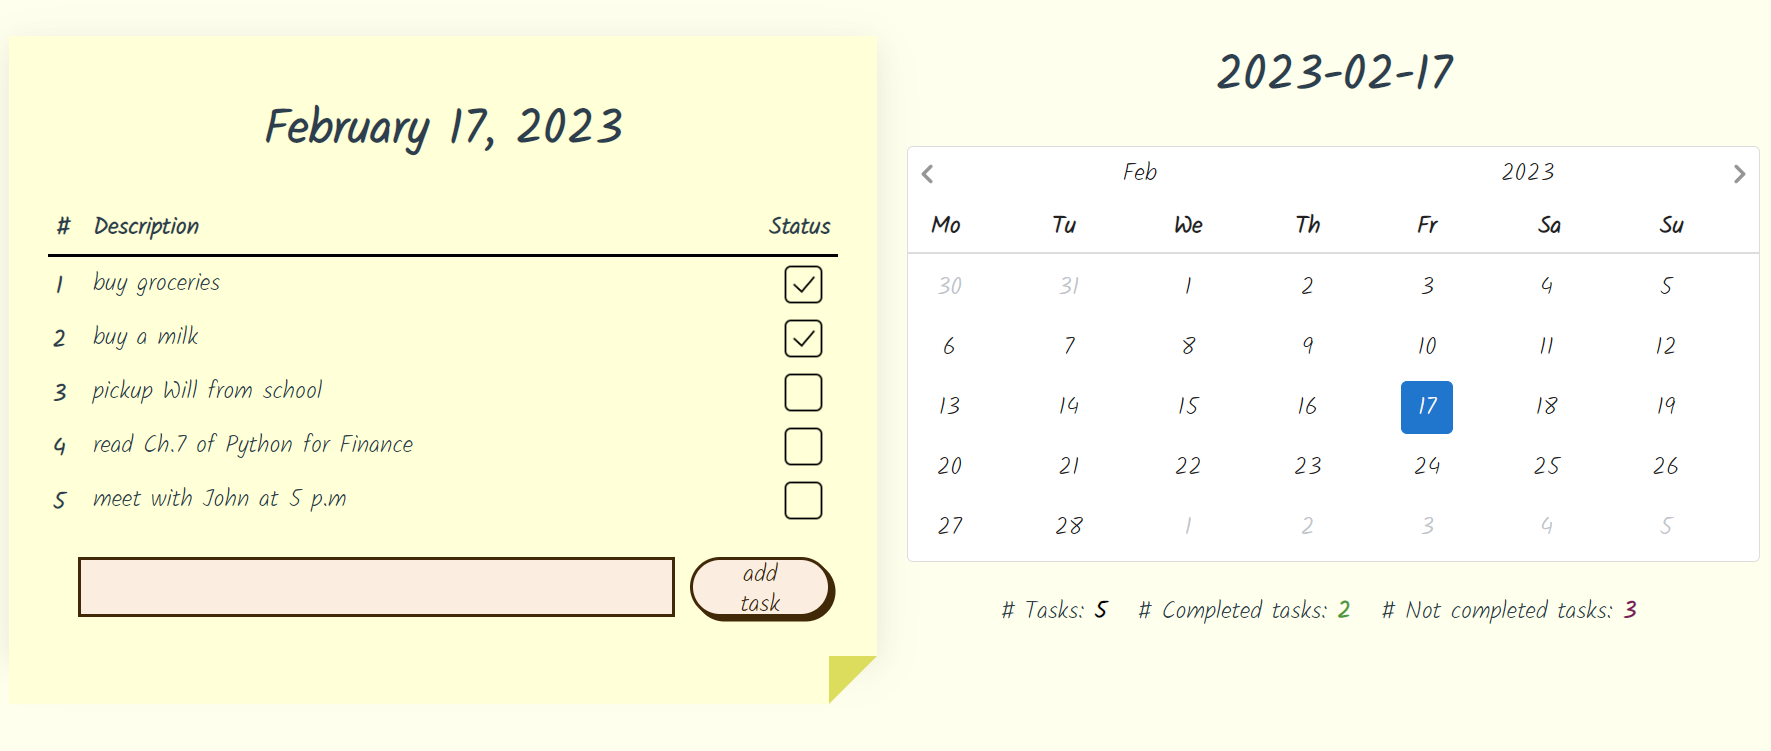 February 17, 2023
# Description Status
1 buy groceries
2 buy a milk
3 pickup Will from school
4 read Ch.7 of Python for Finance
5 meet with John at 5 p.m
add
task
2023-02-17
Feb 2023
Mo Tu We Th Fr Sa Su
30 31 1 2 3 4 5
6 7 8 9 10 11 12
13 14 15 16 17 18 19
20 21 22 23 24 25 26
27 28 1 2 3 4 5
# Tasks: 5 # Completed tasks: 2 # Not completed tasks: 3